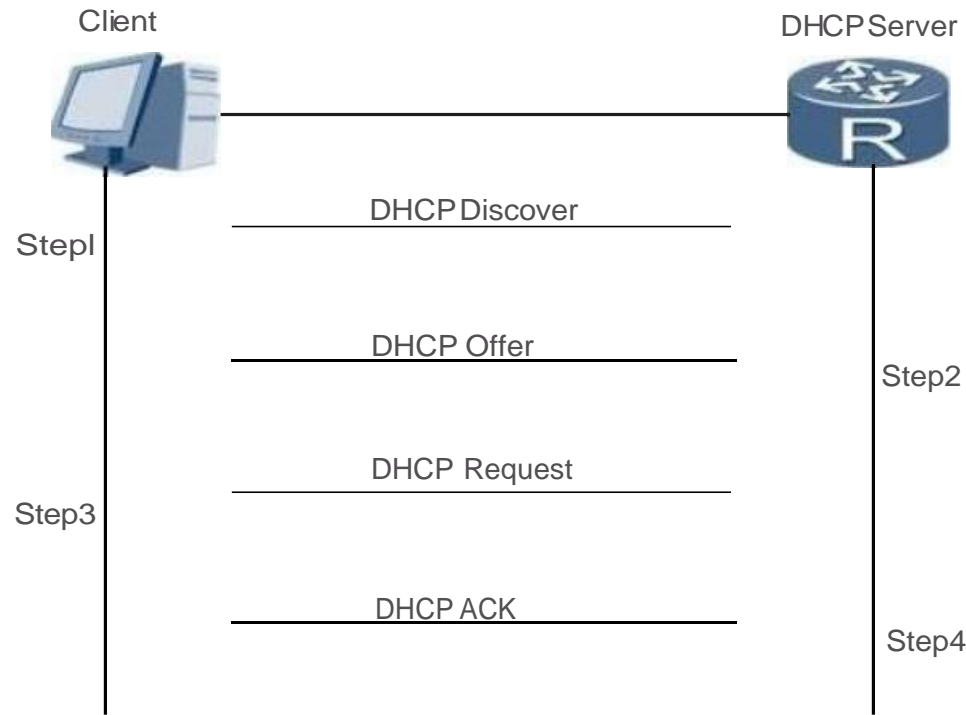 Client
DHCP Server
R
DHCP Discover
Stepl
DHCP Offer
Step2
DHCP Request
Step3
DHCP ACK
Step4